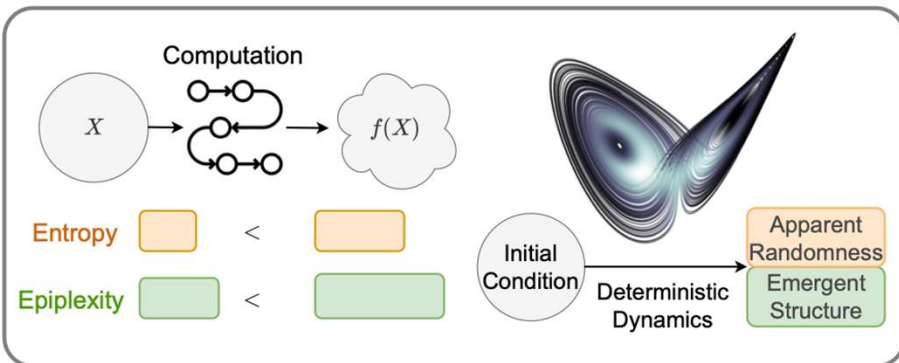 Computation
X
f(X)
Entropy
<
Epiplexity
<
Initial
Condition
Deterministic
Dynamics
Apparent
Randomness
Emergent
Structure